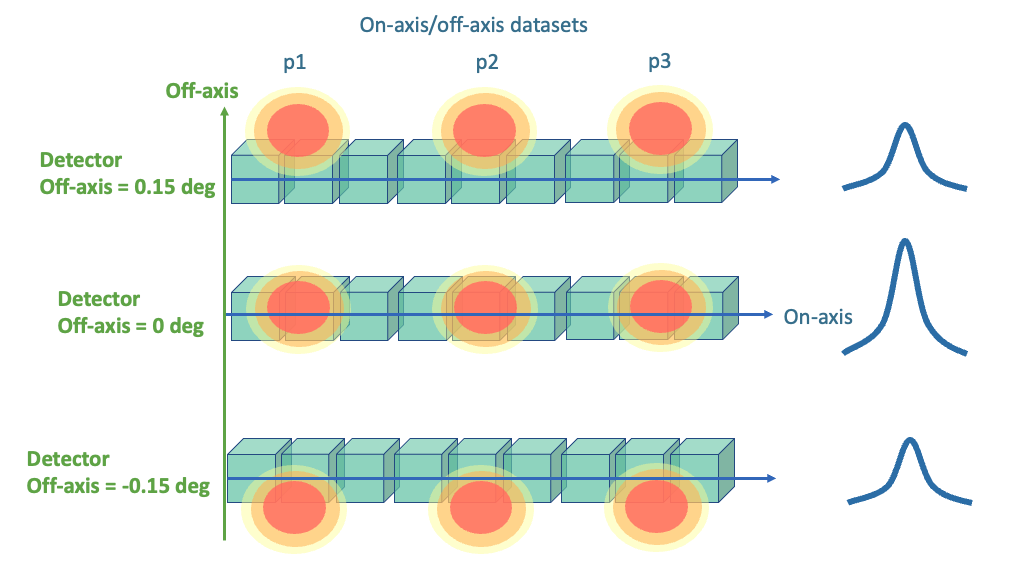 On-axis/off-axis datasets
p1
p2
p3
Off-axis
Detector
Off-axis = 0.15 deg
Detector
Off-axis = 0 deg
On-axis
Detector
Off-axis = -0.15 deg